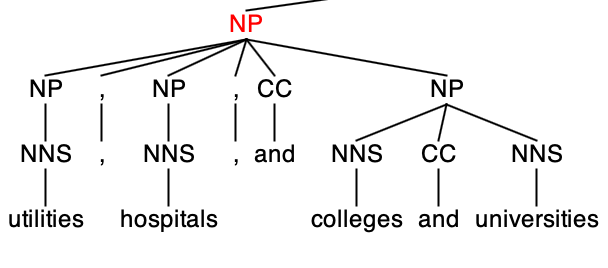 NP
NP , NP , CC NP
NNS , NNS , and NNS CC NNS
utilities hospitals colleges and universities